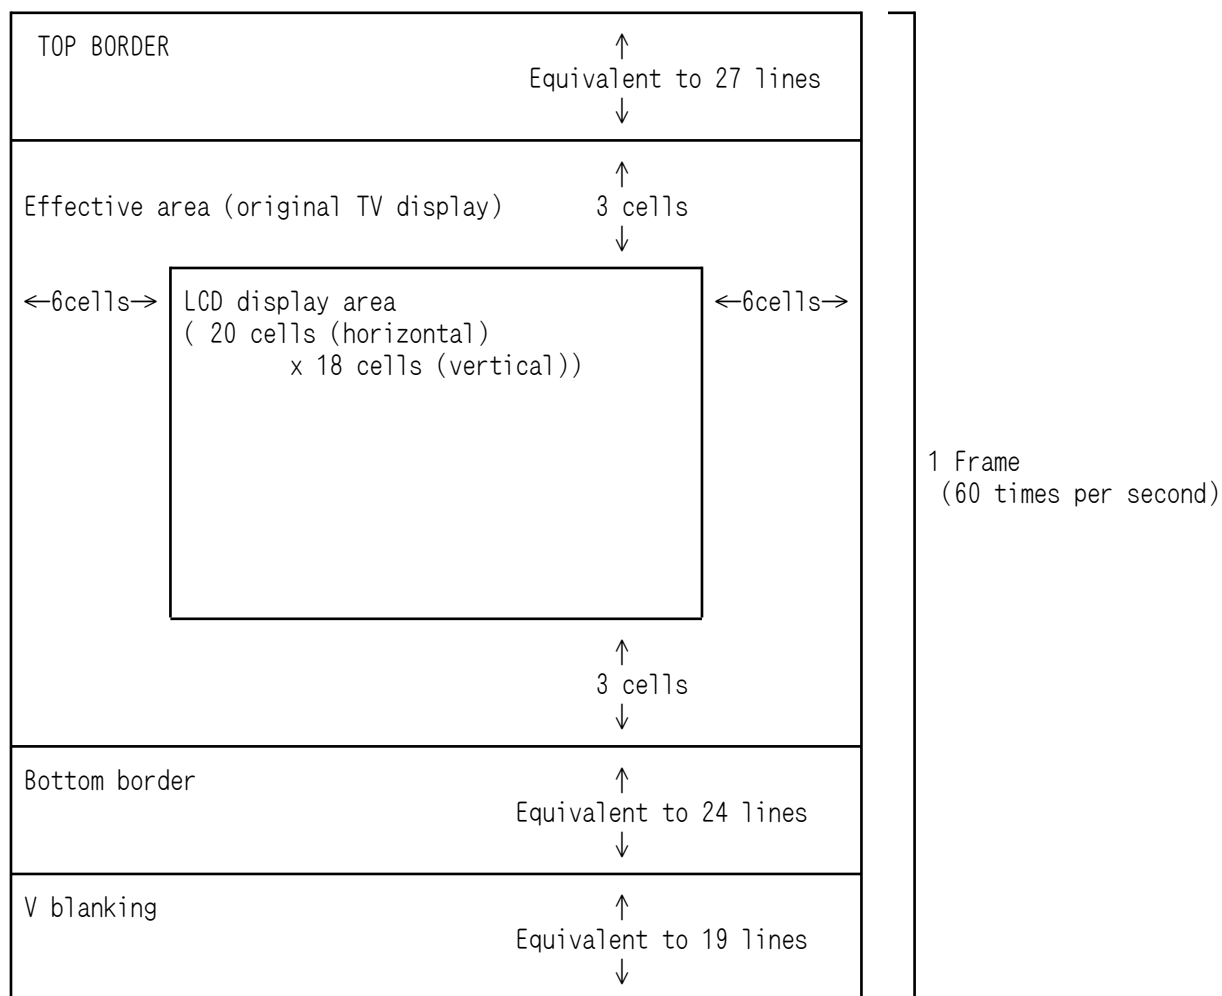 TOP BORDER
↑
Equivalent to 27 lines
↓
↑
Effective area (original TV display) 3 cells
↓
←6cells→ LCD display area ←6cells→
( 20 cells (horizontal)
x 18 cells (vertical))
1 Frame
(60 times per second)
↑
3 cells
↓
Bottom border ↑
Equivalent to 24 lines
↓
V blanking ↑
Equivalent to 19 lines
↓